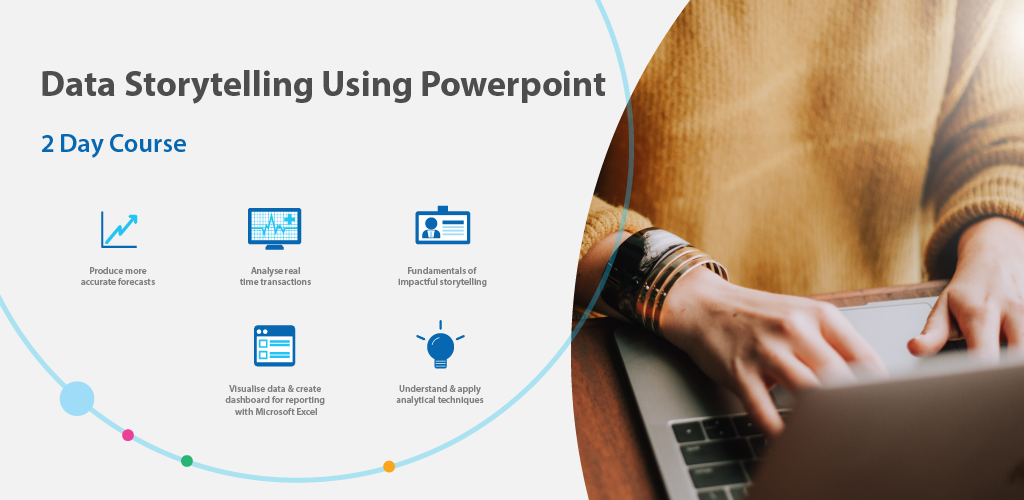 Data Storytelling Using Powerpoint
2 Day Course
Produce more
accurate forecasts
Analyse real
time transactions
Fundamentals of
impactful storytelling
Visualise data & create
dashboard for reporting
with Microsoft Excel
Understand & apply
analytical techniques